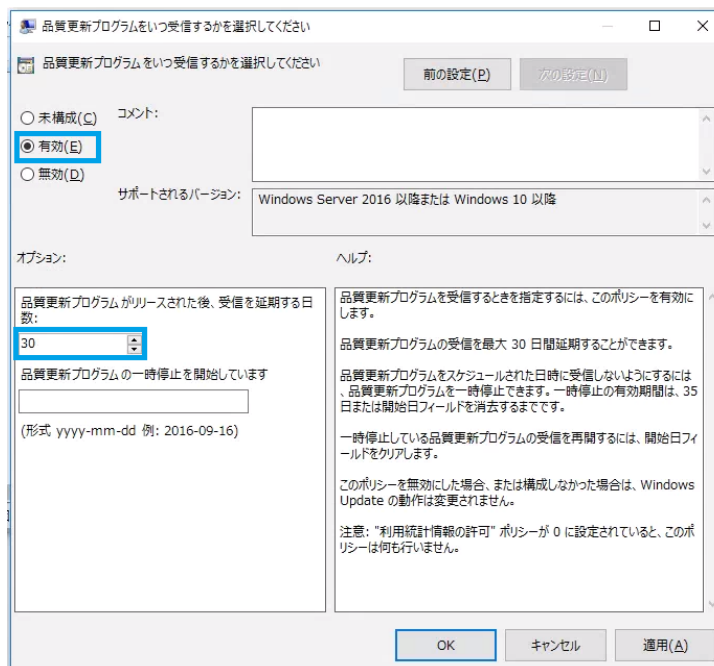 品質更新プログラムをいつ受信するかを選択してください
品質更新プログラムをいつ受信するかを選択してください
前の設定(P)
次の設定(N)
未構成(C)
コメント:
有効(E)
無効(D)
サポートされるバージョン:
Windows Server 2016 以降または Windows 10 以降
オプション:
ヘルプ:
品質更新プログラムがリリースされた後、受信を延期する日
数:
30
品質更新プログラムの一時停止を開始しています
(形式 yyyy-mm-dd 例: 2016-09-16)
品質更新プログラムを受信するときを指定するには、このポリシーを有効に
します。
品質更新プログラムの受信を最大 30 日間延期することができます。
品質更新プログラムをスケジュールされた日時に受信しないようにするには
、品質更新プログラムを一時停止できます。一時停止の有効期間は、35
日または開始日フィールドを消去するまでです。
一時停止している品質更新プログラムの受信を再開するには、開始日フィ
ールドをクリアします。
このポリシーを無効にした場合、または構成しなかった場合は、Windows
Update の動作は変更されません。
注意: "利用統計情報の許可" ポリシーが 0 に設定されていると、このポ
リシーは何も行いません。
OK
キャンセル
適用(A)